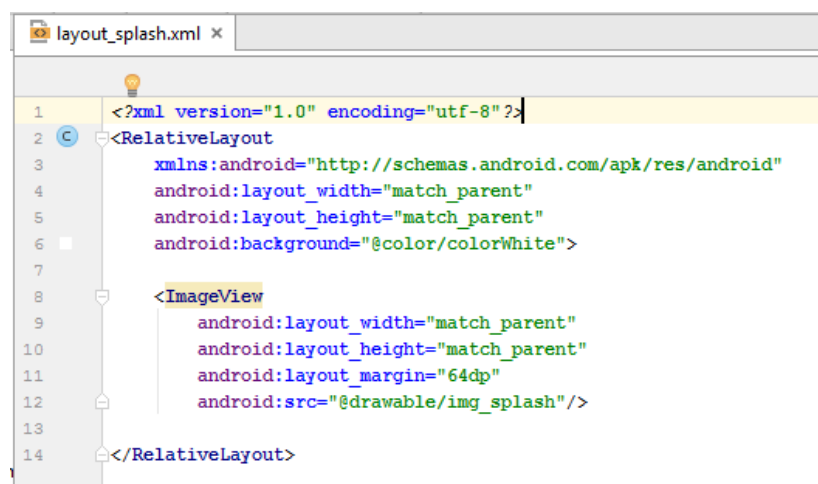 layout_splash.xml ×
1 <?xml version="1.0" encoding="utf-8"?>
2 C <RelativeLayout
3 xmlns:android="http://schemas.android.com/apk/res/android"
4 android:layout_width="match_parent"
5 android:layout_height="match_parent"
6 android:background="@color/colorWhite">
7
8 <ImageView
9 android:layout_width="match_parent"
10 android:layout_height="match_parent"
11 android:layout_margin="64dp"
12 android:src="@drawable/img_splash"/>
13
14 </RelativeLayout>